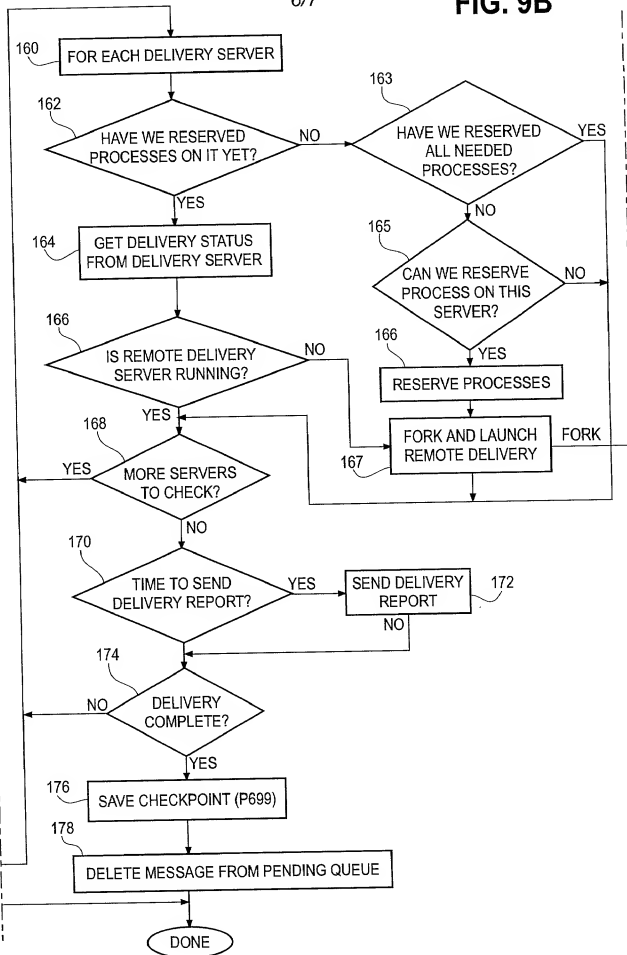 6/7
FIG. 9B
160
FOR EACH DELIVERY SERVER
162
HAVE WE RESERVED
PROCESSES ON IT YET?
NO
YES
163
HAVE WE RESERVED
ALL NEEDED
PROCESSES?
YES
NO
164
GET DELIVERY STATUS
FROM DELIVERY SERVER
165
CAN WE RESERVE
PROCESS ON THIS
SERVER?
NO
YES
166
IS REMOTE DELIVERY
SERVER RUNNING?
NO
YES
166
RESERVE PROCESSES
167
FORK AND LAUNCH
REMOTE DELIVERY
FORK
168
MORE SERVERS
TO CHECK?
YES
NO
170
TIME TO SEND
DELIVERY REPORT?
YES
SEND DELIVERY
REPORT
172
NO
174
DELIVERY
COMPLETE?
NO
YES
176
SAVE CHECKPOINT (P699)
178
DELETE MESSAGE FROM PENDING QUEUE
DONE